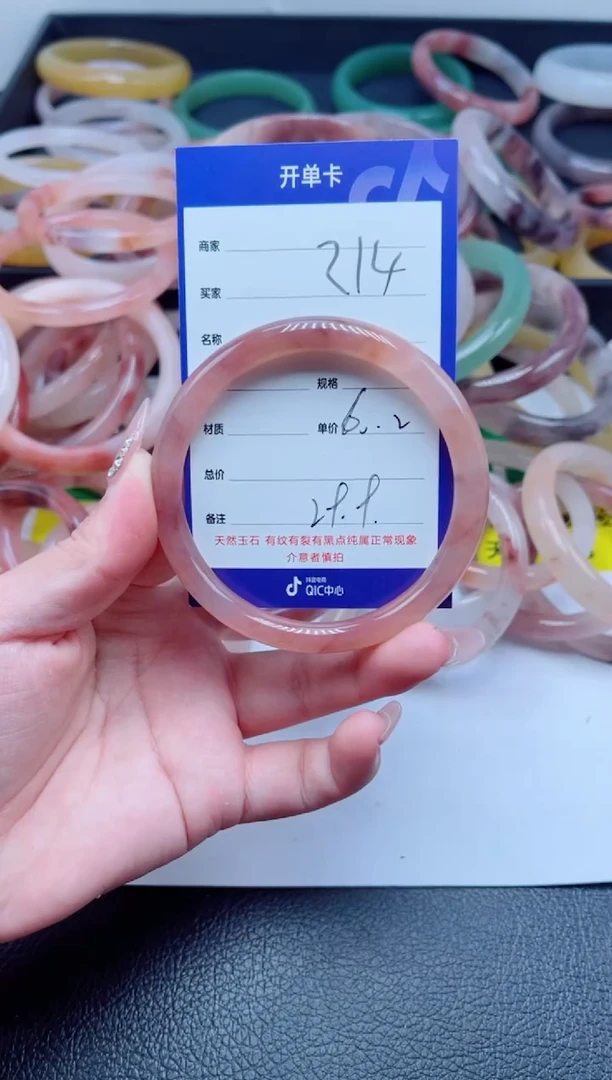 开单卡
商家 214
买家
名称
规格
材质 单价 6..2
总价
备注
天然玉石 有纹有裂有黑点纯属正常现象
介意者慎拍
抖音电商
QIC中心